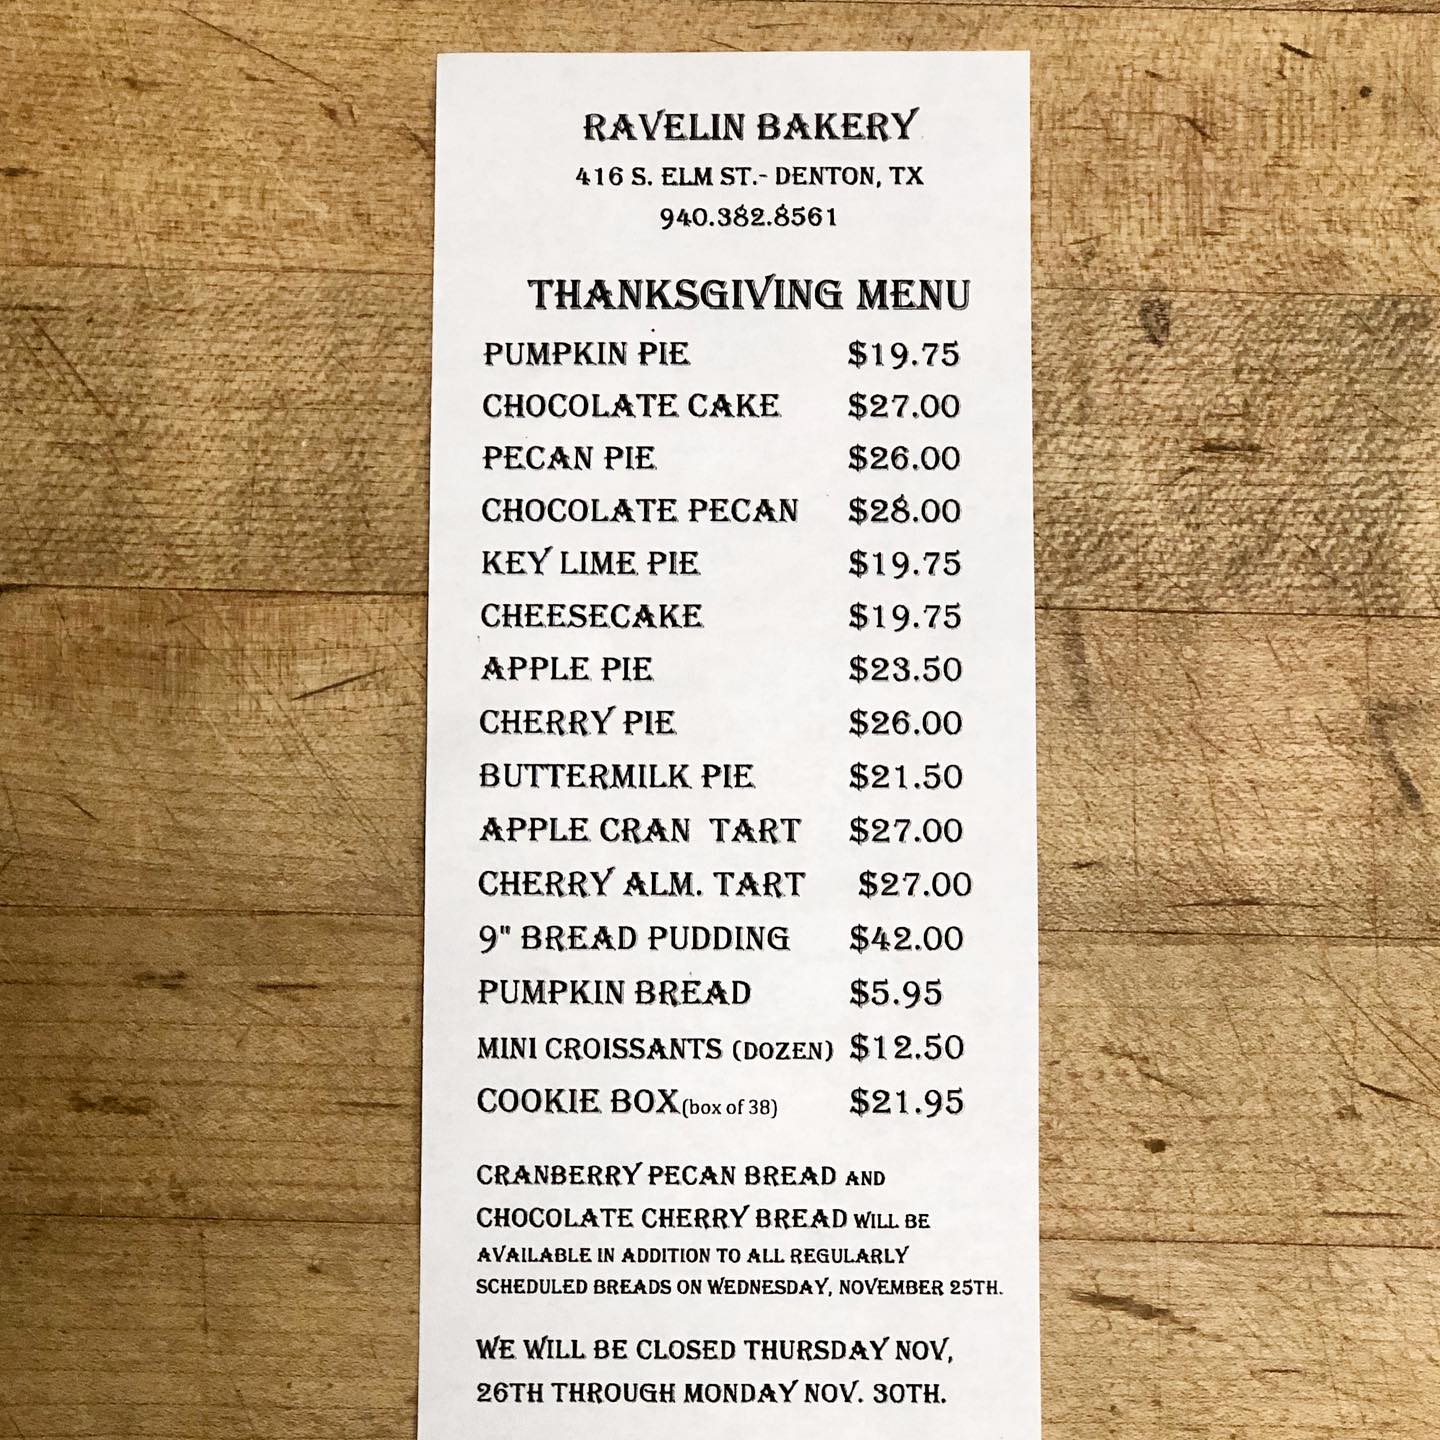 RAVELIN BAKERY
416 S. ELM ST.- DENTON, TX
940.382.8561
THANKSGIVING MENU
PUMPKIN PIE $19.75
CHOCOLATE CAKE $27.00
PECAN PIE $26.00
CHOCOLATE PECAN $28.00
KEY LIME PIE $19.75
CHEESECAKE $19.75
APPLE PIE $23.50
CHERRY PIE $26.00
BUTTERMILK PIE $21.50
APPLE CRAN TART $27.00
CHERRY ALM. TART $27.00
9" BREAD PUDDING $42.00
PUMPKIN BREAD $5.95
MINI CROISSANTS (DOZEN) $12.50
COOKIE BOX(box of 38) $21.95
CRANBERRY PECAN BREAD AND
CHOCOLATE CHERRY BREAD WILL BE
AVAILABLE IN ADDITION TO ALL REGULARLY
SCHEDULED BREADS ON WEDNESDAY, NOVEMBER 25TH.
WE WILL BE CLOSED THURSDAY NOV,
26TH THROUGH MONDAY NOV. 30TH.